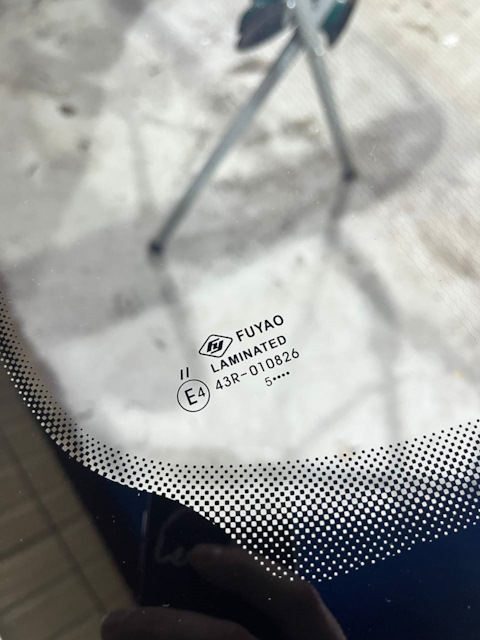 FUYAO
LAMINATED
II
E4 43R-010826
5••••